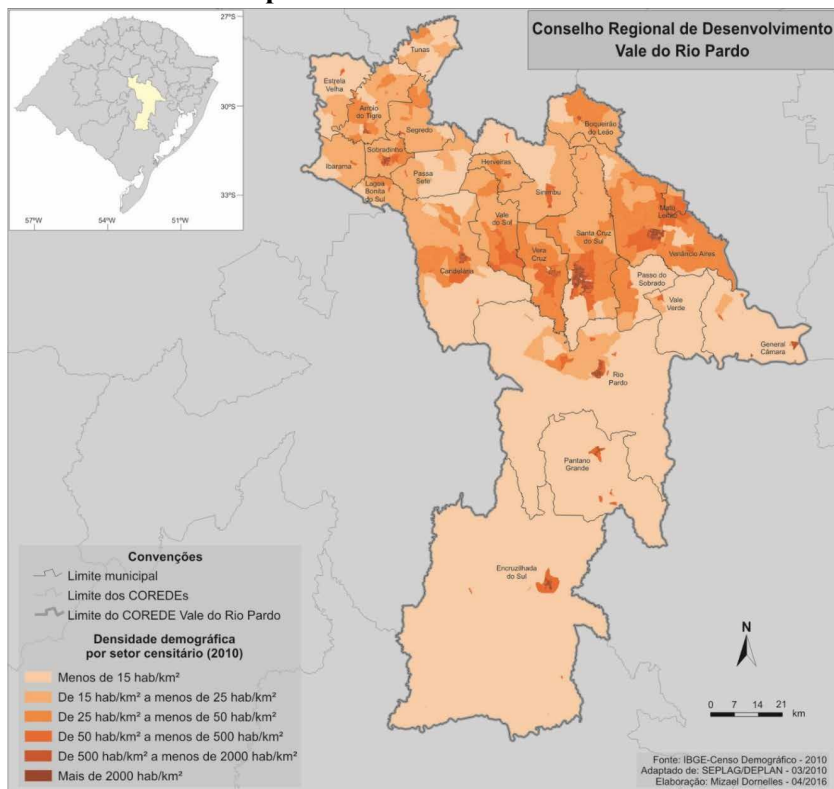 Conselho Regional de Desenvolvimento
Vale do Rio Pardo
27°S
30°S
33°S
57°W
54°W
51°W
Tunas
Estrela
Velha
Arroio
do Tigre
Segredo
Sobradinho
Ibarama
Passa
Sete
Lagoa
Bonita
do Sul
Boqueirão
do Leão
Herveiras
Sinimbu
Mato
Leitão
Vale
do Sol
Santa Cruz
do Sul
Vera
Cruz
Venâncio Aires
Candelária
Passo do
Sobrado
Vale
Verde
General
Câmara
Rio
Pardo
Pantano
Grande
Encruzilhada
do Sul
Convenções
Limite municipal
Limite dos COREDEs
Limite do COREDE Vale do Rio Pardo
Densidade demográfica
por setor censitário (2010)
Menos de 15 hab/km²
De 15 hab/km² a menos de 25 hab/km²
De 25 hab/km² a menos de 50 hab/km²
De 50 hab/km² a menos de 500 hab/km²
De 500 hab/km² a menos de 2000 hab/km²
Mais de 2000 hab/km²
N
0 7 14 21
km
Fonte: IBGE-Censo Demográfico - 2010
Adaptado de: SEPLAG/DEPLAN - 03/2010
Elaboração: Mizael Dornelles - 04/2016